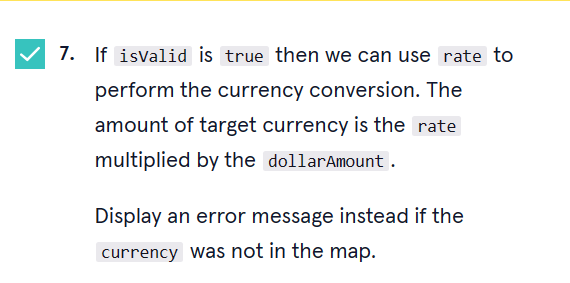 7. If isValid is true then we can use rate to
perform the currency conversion. The
amount of target currency is the rate
multiplied by the dollarAmount.
Display an error message instead if the
currency was not in the map.